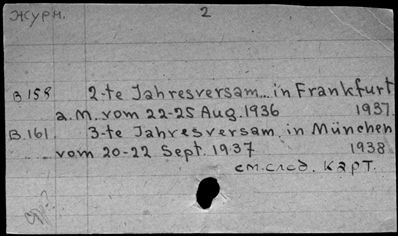 Журн. 2
B 158 2-te Jahresversam... in Frankfurt
a. M. vom 22-25 Aug. 1936 1937.
B. 161. 3-te Jahresversam. in München
vom 20-22 Sept. 1937 1938
см. след. карт.